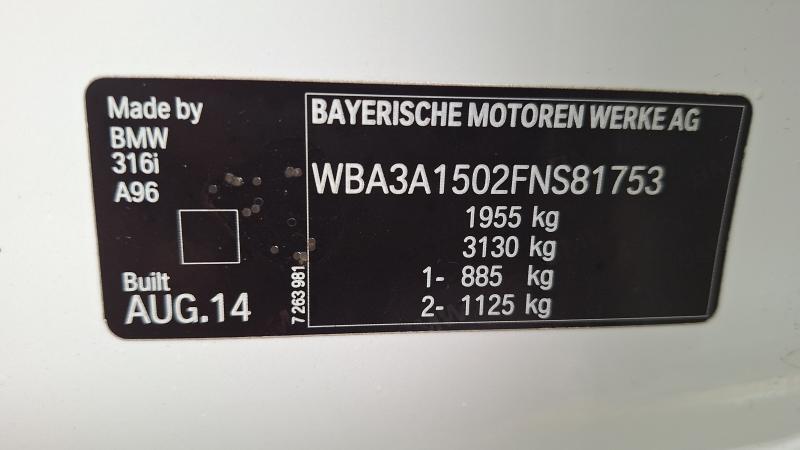 Made by
BMW
316i
A96
Built
AUG.14
7 263 981
BAYERISCHE MOTOREN WERKE AG
WBA3A1502FNS81753
1955 kg
3130 kg
1- 885 kg
2- 1125 kg